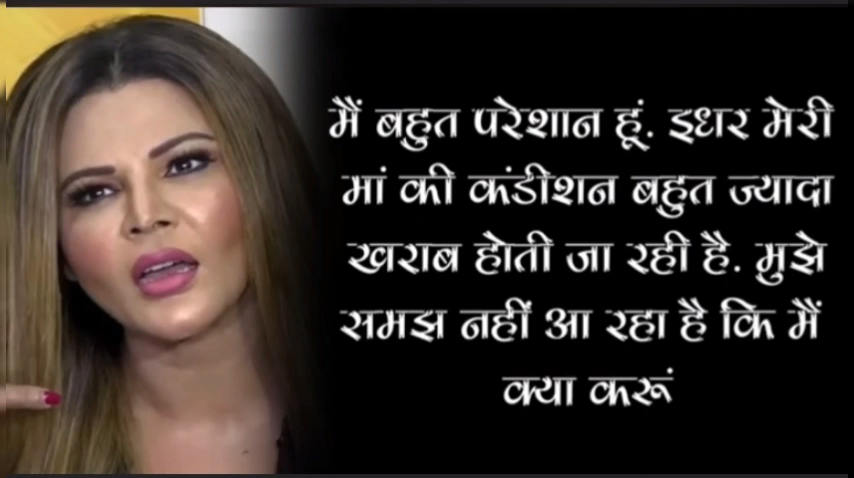 मैं बहुत परेशान हूं. इधर मेरी
मां की कंडीशन बहुत ज्यादा
खराब होती जा रही है. मुझे
समझ नहीं आ रहा है कि मैं
क्या करूं